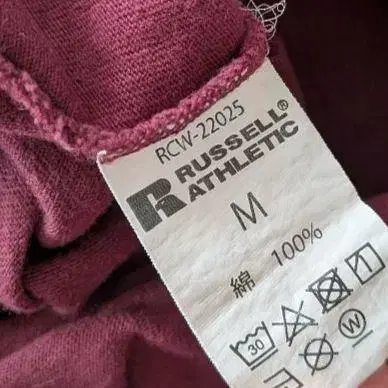 RCW-22025
RUSSELL®
ATHLETIC
M
綿 100%
30
W